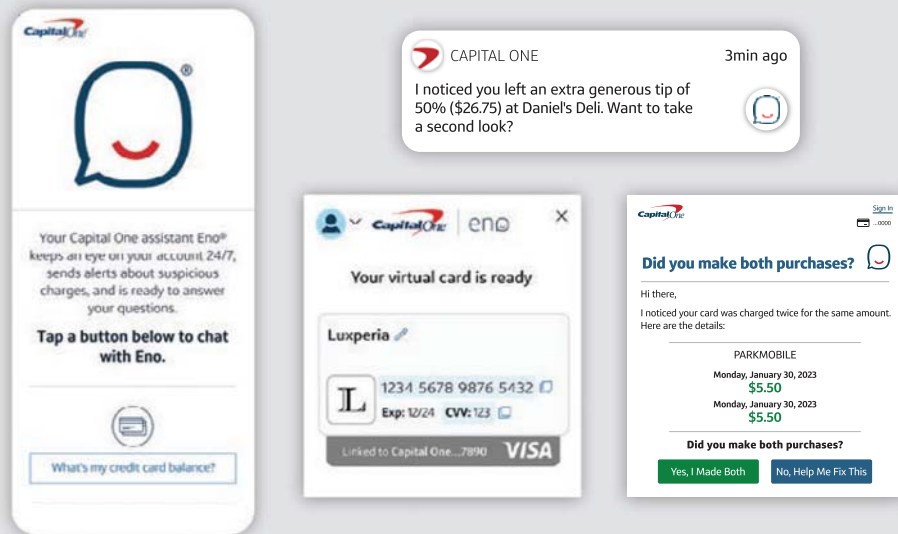 CapitalOne
®
Your Capital One assistant Eno®
keeps an eye on your account 24/7,
sends alerts about suspicious
charges, and is ready to answer
your questions.
Tap a button below to chat
with Eno.
What's my credit card balance?
CAPITAL ONE 3min ago
I noticed you left an extra generous tip of
50% ($26.75) at Daniel's Deli. Want to take
a second look?
CapitalOne eno
Your virtual card is ready
Luxperia
L
1234 5678 9876 5432
Exp: 12/24 CVV: 123
Linked to Capital One...7890 VISA
CapitalOne Sign In
...0000
Did you make both purchases?
Hi there,
I noticed your card was charged twice for the same amount.
Here are the details:
PARKMOBILE
Monday, January 30, 2023
$5.50
Monday, January 30, 2023
$5.50
Did you make both purchases?
Yes, I Made Both No, Help Me Fix This